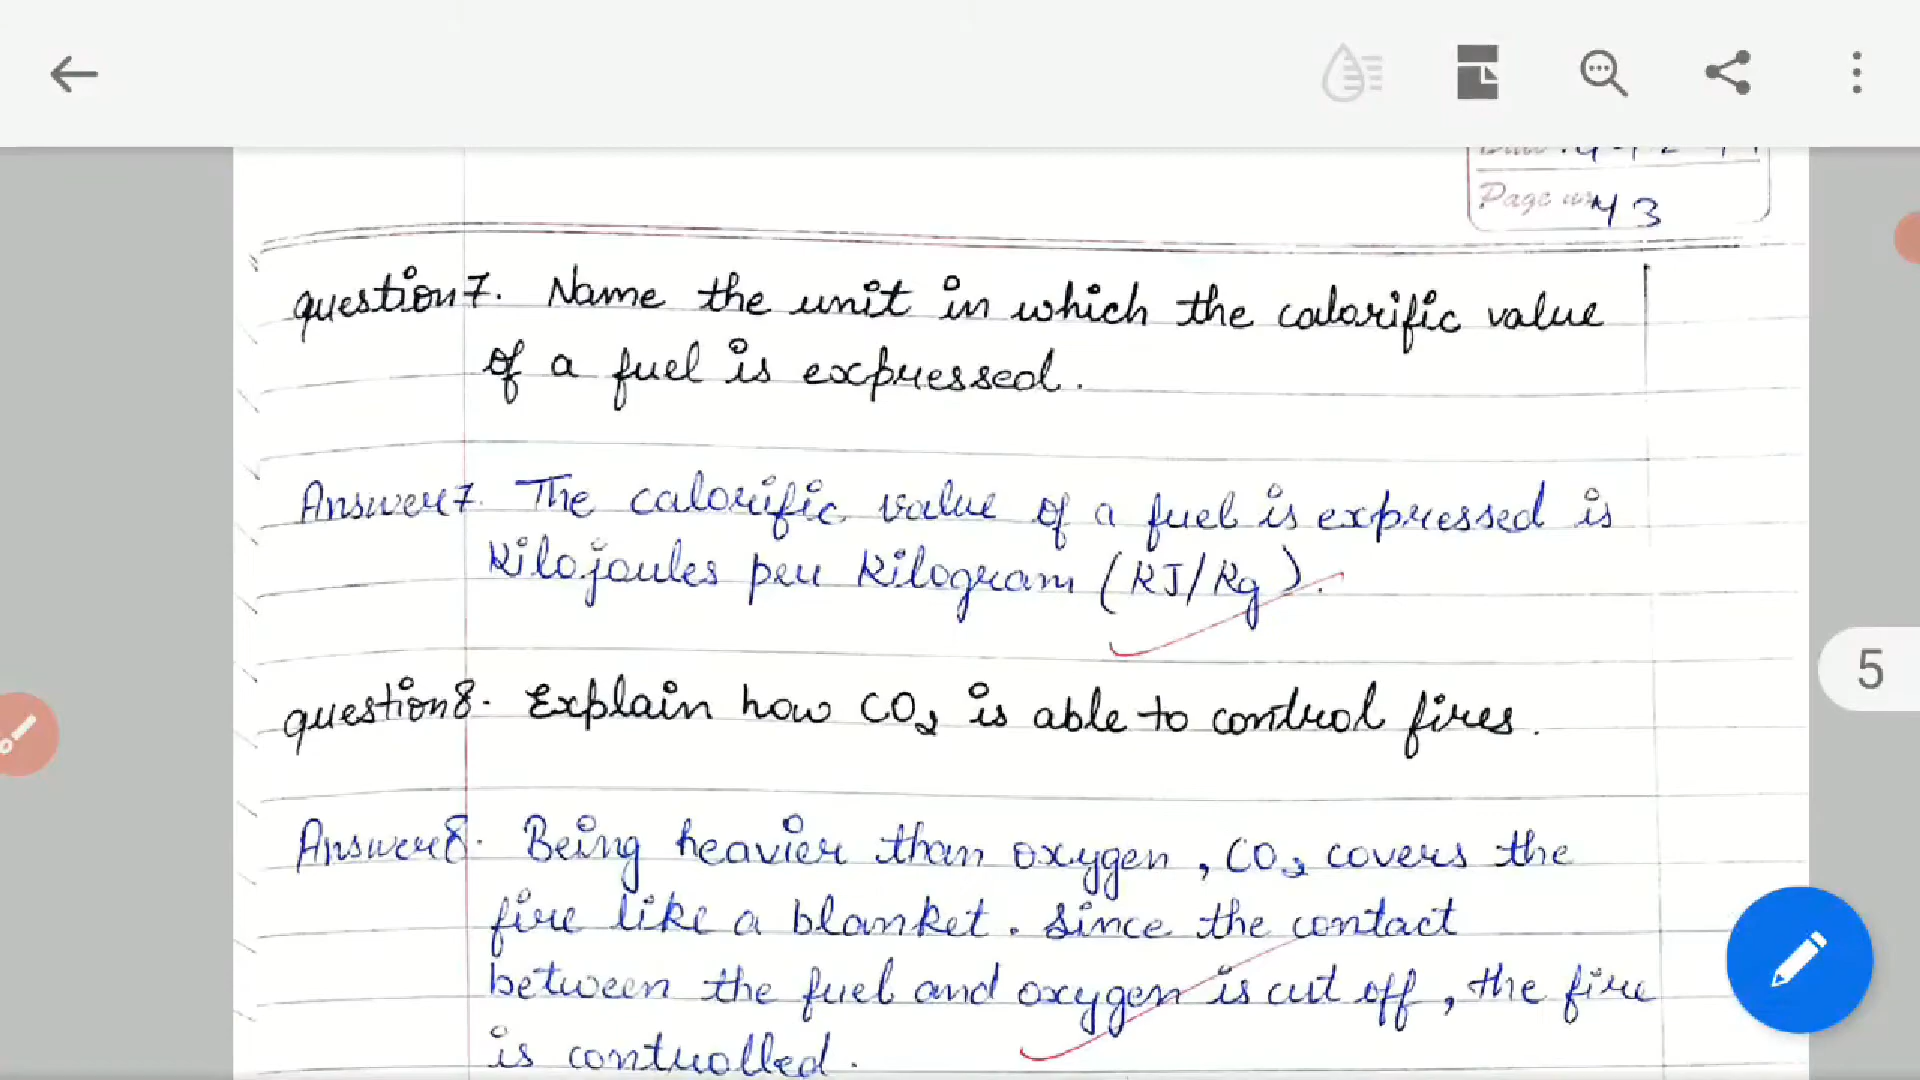 Page no 43
question7. Name the unit in which the calorific value
of a fuel is expressed.
Answer7. The calorific value of a fuel is expressed is
Kilojoules per Kilogram (KJ/Kg).
question8. Explain how CO₂ is able to control fires.
5
Answer8. Being heavier than oxygen, CO₂ covers the
fire like a blanket. Since the contact
between the fuel and oxygen is cut off, the fire
is controlled.